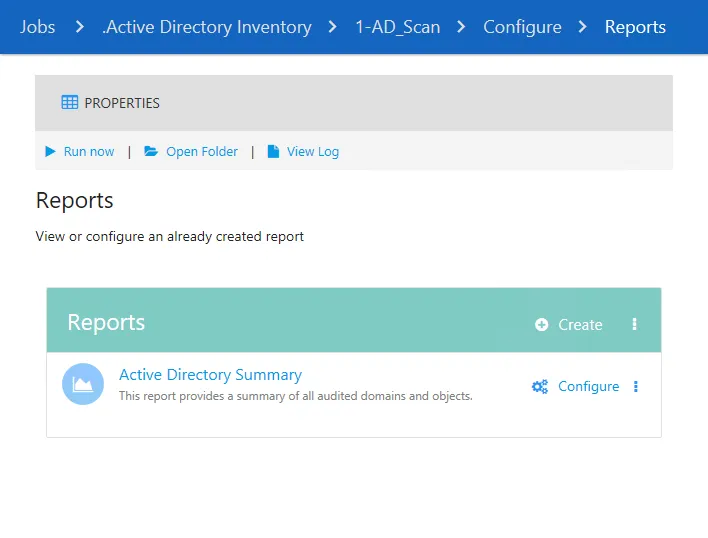 Jobs > .Active Directory Inventory > 1-AD_Scan > Configure > Reports
PROPERTIES
Run now | Open Folder | View Log
Reports
View or configure an already created report
Reports Create
Active Directory Summary Configure
This report provides a summary of all audited domains and objects.